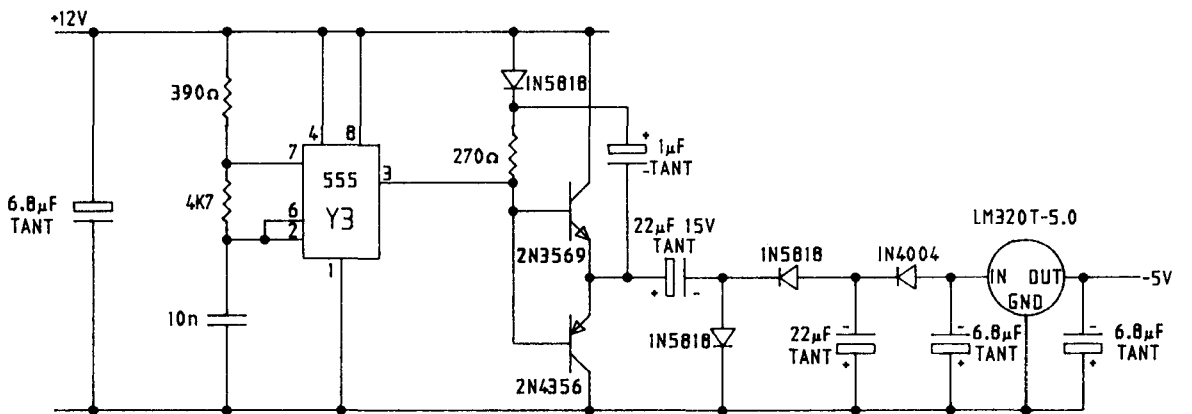 +12V
390Ω
4K7
6.8µF
TANT
10n
7
6
2
4
8
3
1
555
Y3
1N5818
270Ω
+
1µF
-TANT
2N3569
2N4356
22µF 15V
TANT
+ -
1N5818
1N5818
1N4004
-
22µF
TANT
+
-
6.8µF
TANT
+
LM320T-5.0
IN OUT
GND
-5V
-
6.8µF
TANT
+